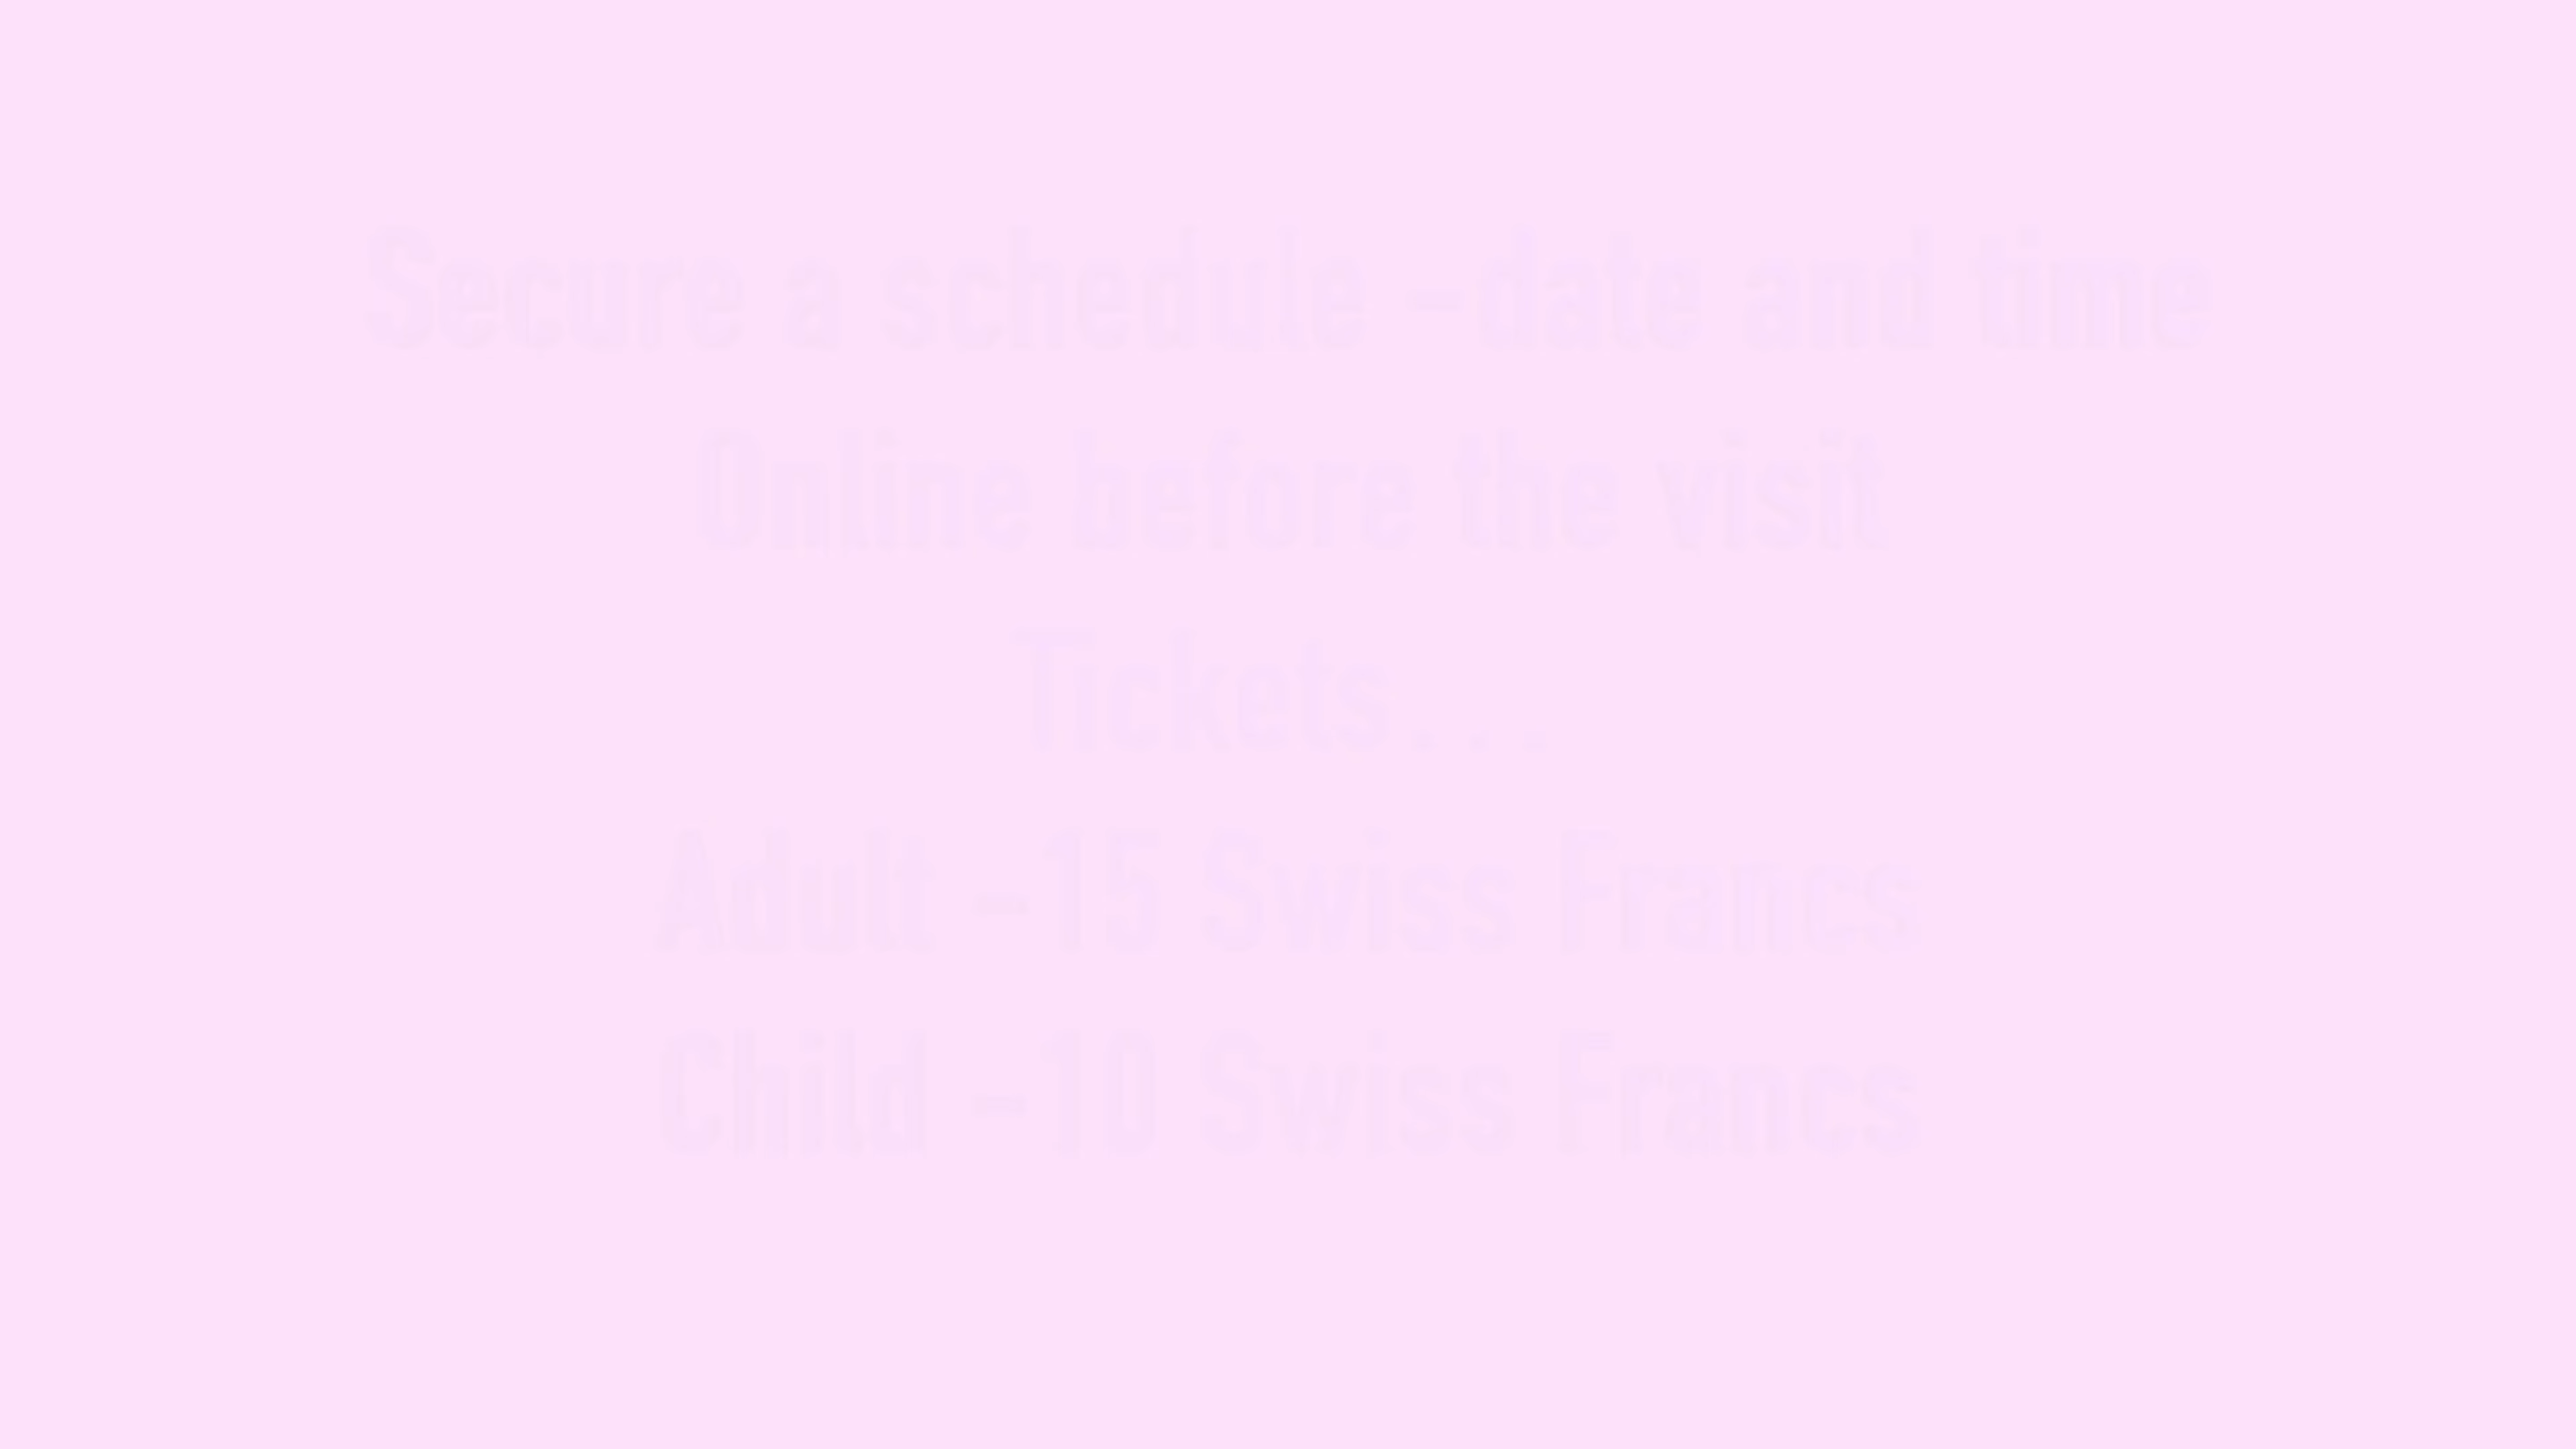 Secure a schedule -date and time
Online before the visit
Tickets...
Adult -15 Swiss Francs
Child -10 Swiss Francs